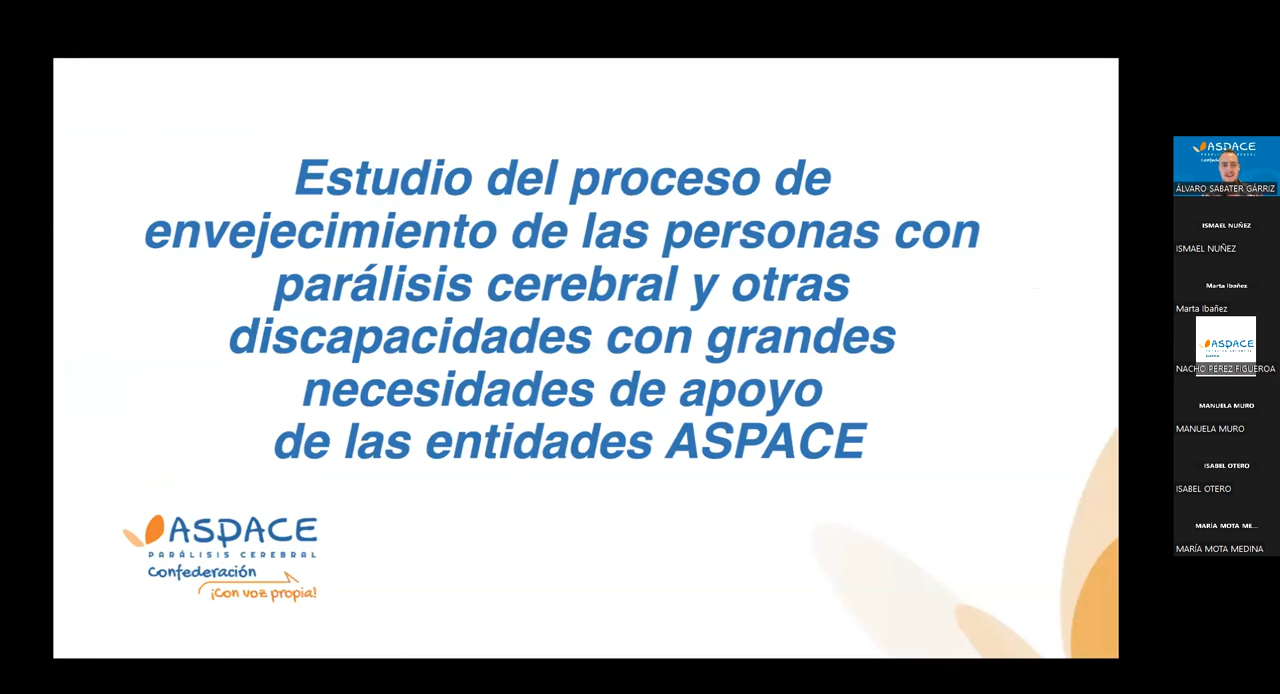 Estudio del proceso de
envejecimiento de las personas con
parálisis cerebral y otras
discapacidades con grandes
necesidades de apoyo
de las entidades ASPACE
ASPACE
PARÁLISIS CEREBRAL
Confederación
¡Con voz propia!
ASPACE
ÁLVARO SABATER GÁRRIZ
ISMAEL NUÑEZ
ISMAEL NUÑEZ
Marta Ibañez
Marta Ibañez
ASPACE
NACHO PEREZ FIGUEROA
MANUELA MURO
MANUELA MURO
ISABEL OTERO
ISABEL OTERO
MARÍA MOTA ME...
MARÍA MOTA MEDINA